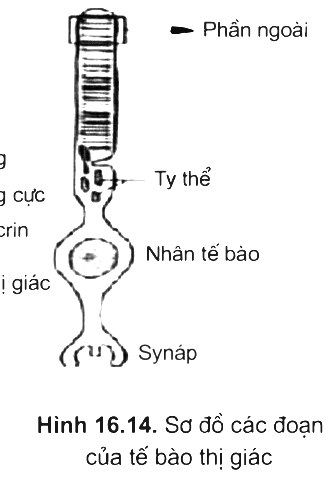 Phần ngoài
g
Ty thể
g cực
crin
Nhân tế bào
ị giác
Synáp
Hình 16.14. Sơ đồ các đoạn
của tế bào thị giác